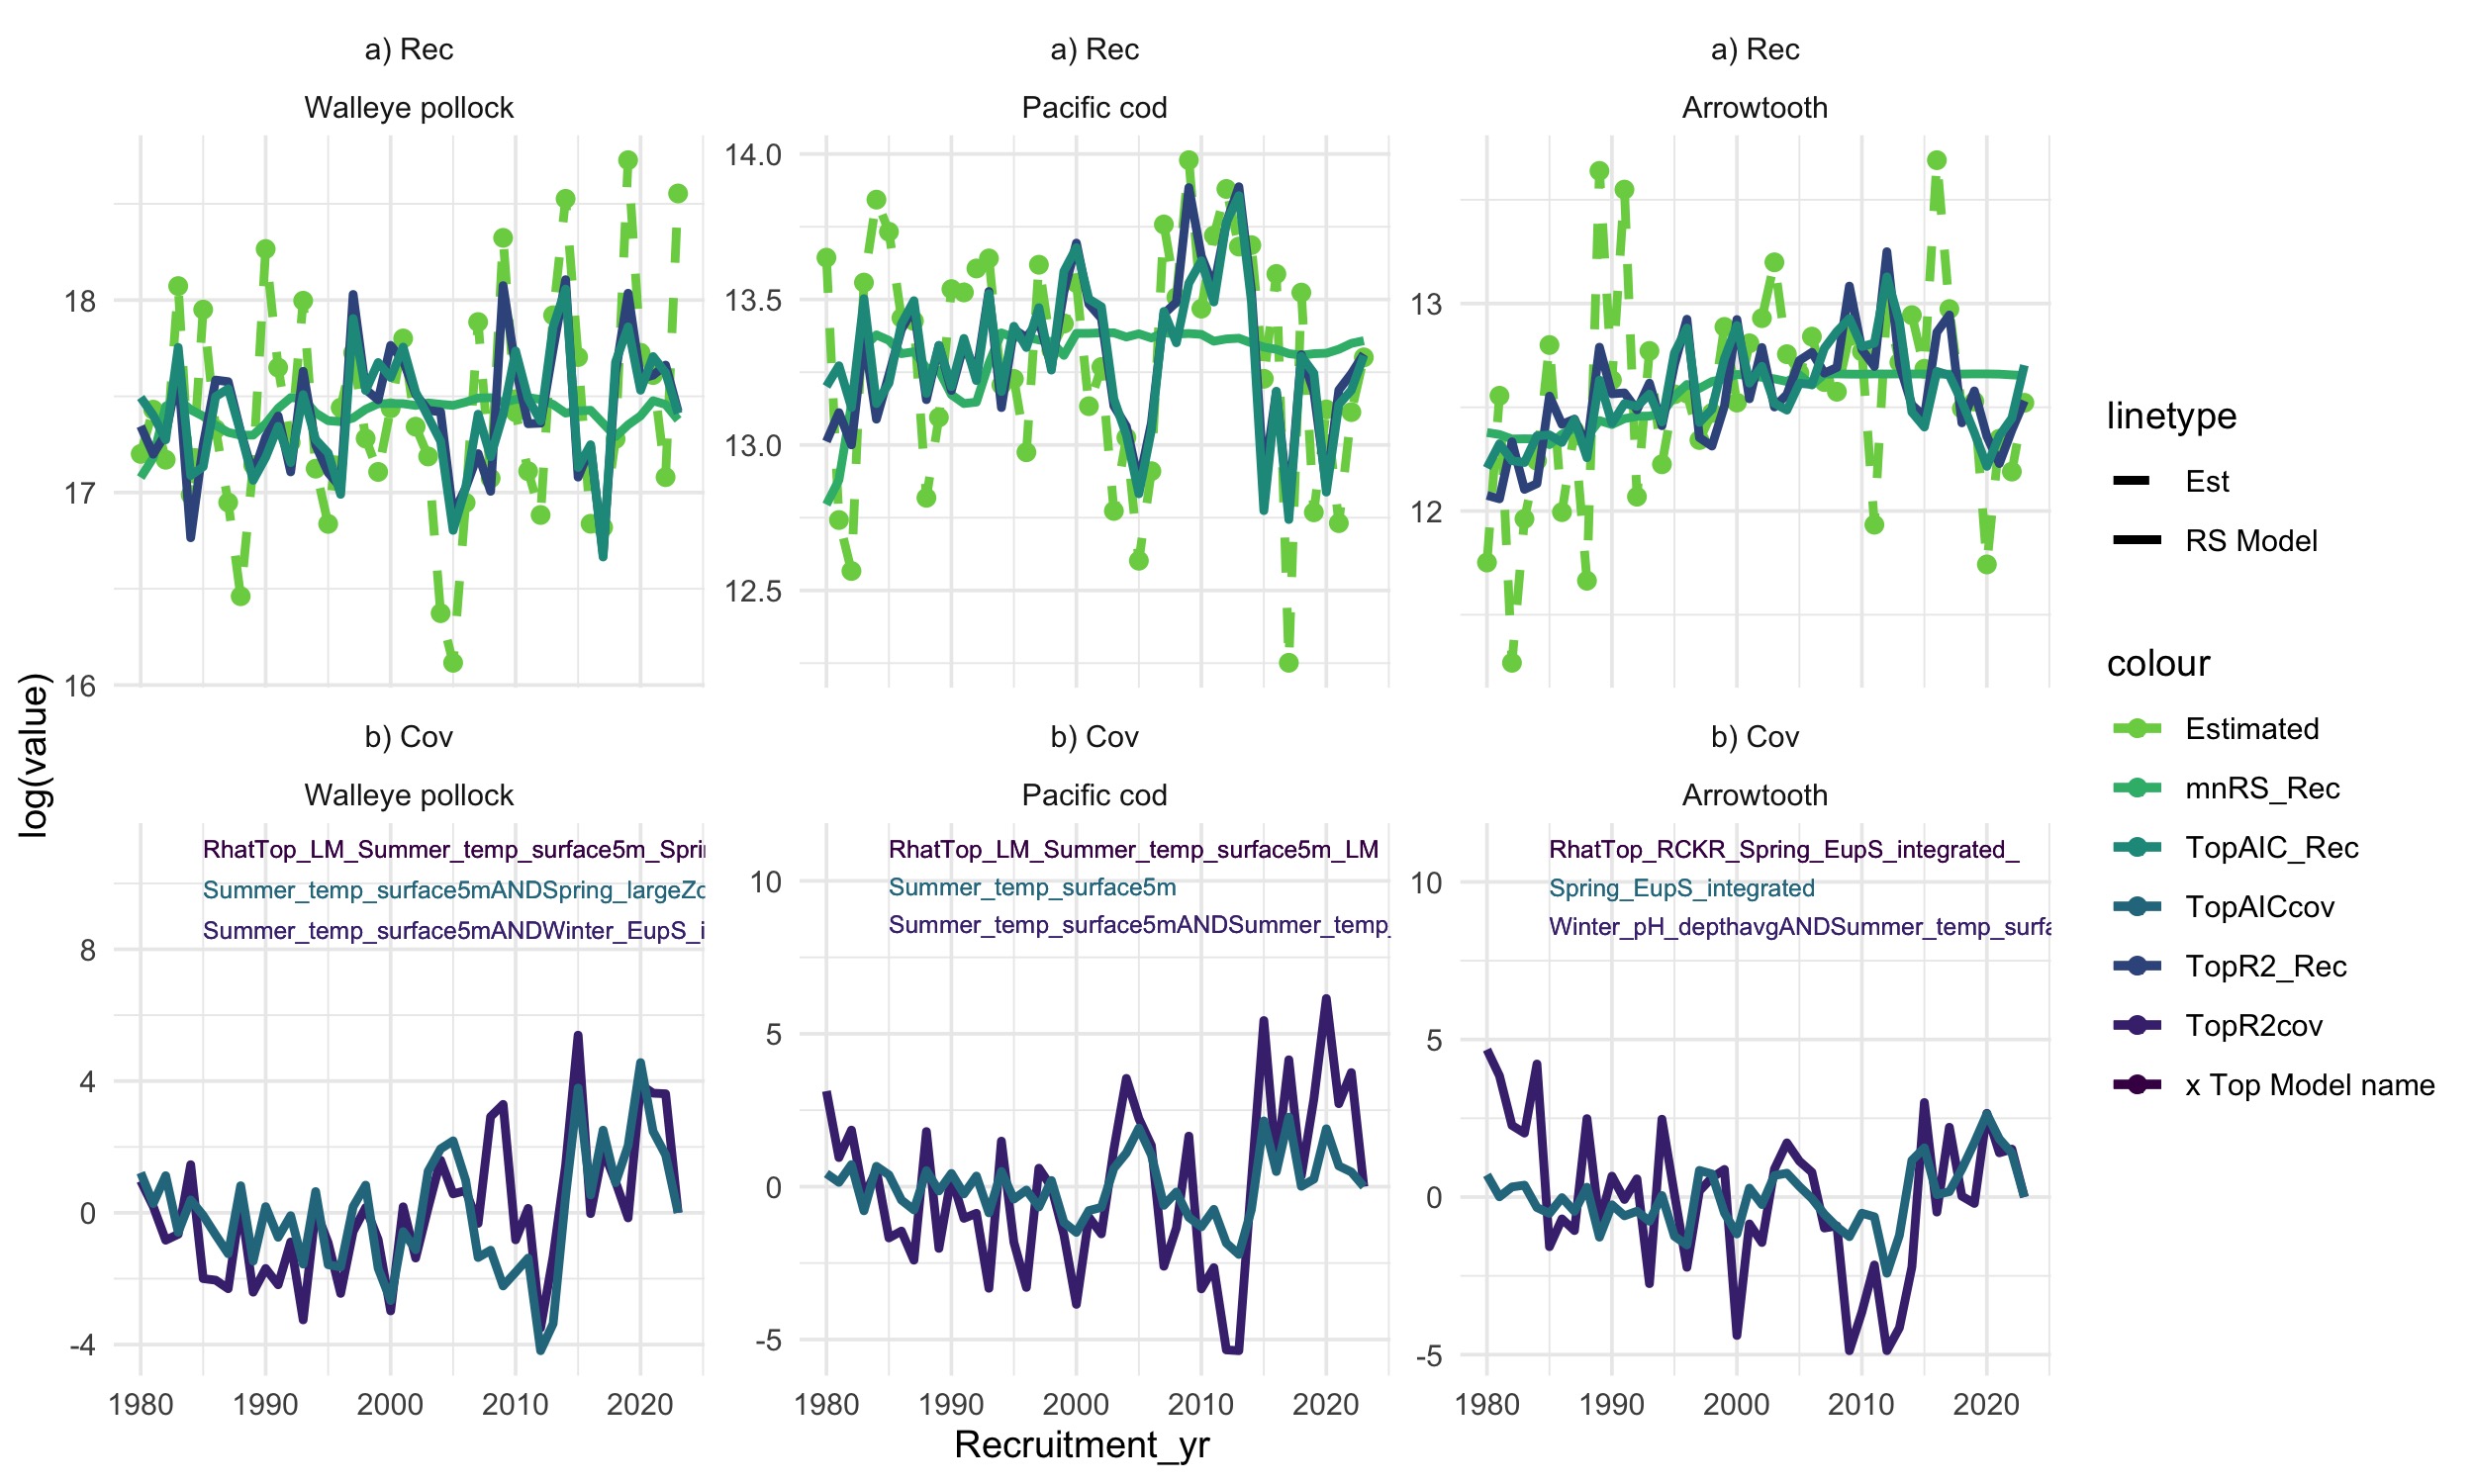 a) Rec
a) Rec
a) Rec
Walleye pollock
Pacific cod
Arrowtooth
18
17
16
14.0
13.5
13.0
12.5
13
12
log(value)
b) Cov
b) Cov
b) Cov
Walleye pollock
Pacific cod
Arrowtooth
RhatTop_LM_Summer_temp_surface5m_Sprin
Summer_temp_surface5mANDSpring_largeZo
Summer_temp_surface5mANDWinter_EupS_i
RhatTop_LM_Summer_temp_surface5m_LM
Summer_temp_surface5m
Summer_temp_surface5mANDSummer_temp_
RhatTop_RCKR_Spring_EupS_integrated_
Spring_EupS_integrated
Winter_pH_depthavgANDSummer_temp_surfa
8
4
0
-4
10
5
0
-5
10
5
0
-5
1980 1990 2000 2010 2020
1980 1990 2000 2010 2020
1980 1990 2000 2010 2020
Recruitment_yr
linetype
Est
RS Model
colour
Estimated
mnRS_Rec
TopAIC_Rec
TopAICcov
TopR2_Rec
TopR2cov
x Top Model name